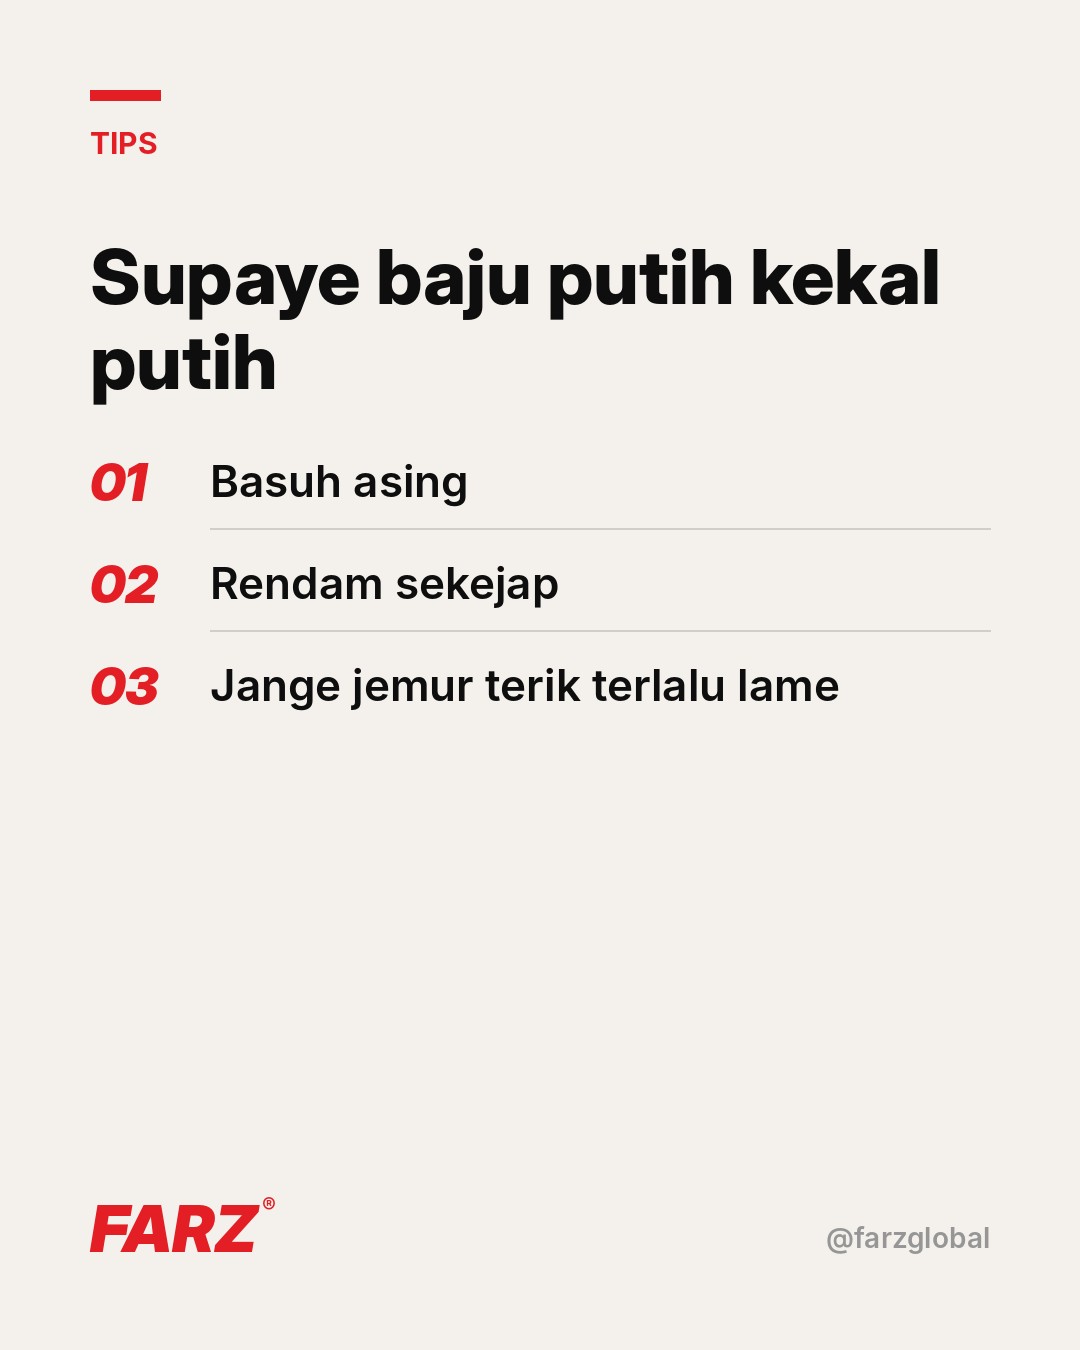 TIPS
Supaye baju putih kekal
putih
01 Basuh asing
02 Rendam sekejap
03 Jange jemur terik terlalu lame
FARZ®
@farzglobal